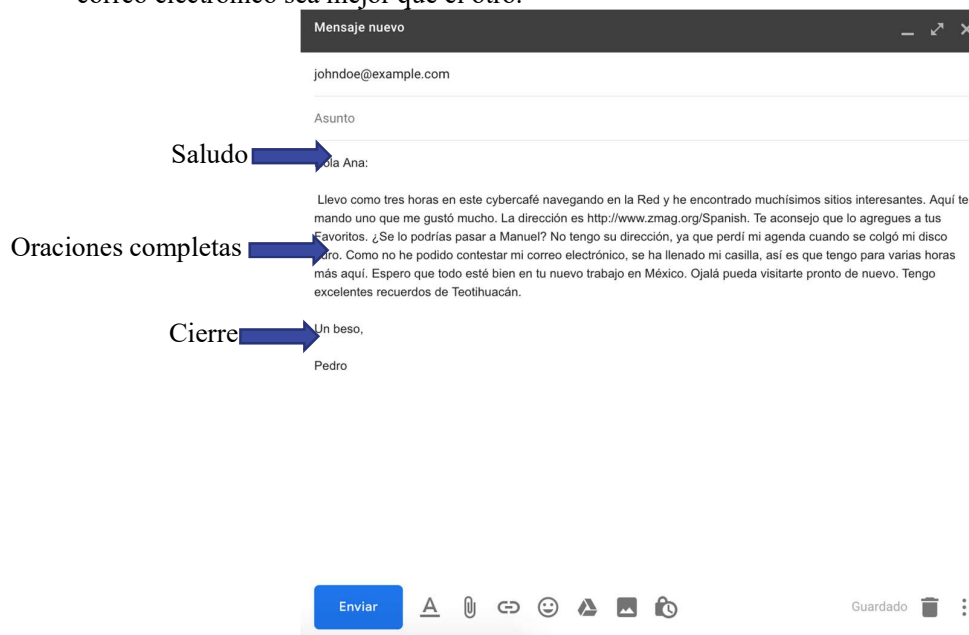 correo electrónico sea mejor que el otro.
Mensaje nuevo
johndoe@example.com
Asunto
Saludo
Ana:
Llevo como tres horas en este cybercafé navegando en la Red y he encontrado muchísimos sitios interesantes. Aquí te
mando uno que me gustó mucho. La dirección es http://www.zmag.org/Spanish. Te aconsejo que lo agregues a tus
Oraciones completas
Favoritos. ¿Se lo podrías pasar a Manuel? No tengo su dirección, ya que perdí mi agenda cuando se colgó mi disco
Como no he podido contestar mi correo electrónico, se ha llenado mi casilla, así es que tengo para varias horas
más aquí. Espero que todo esté bien en tu nuevo trabajo en México. Ojalá pueda visitarte pronto de nuevo. Tengo
excelentes recuerdos de Teotihuacán.
Cierre
Un beso,
Pedro
Enviar
Guardado